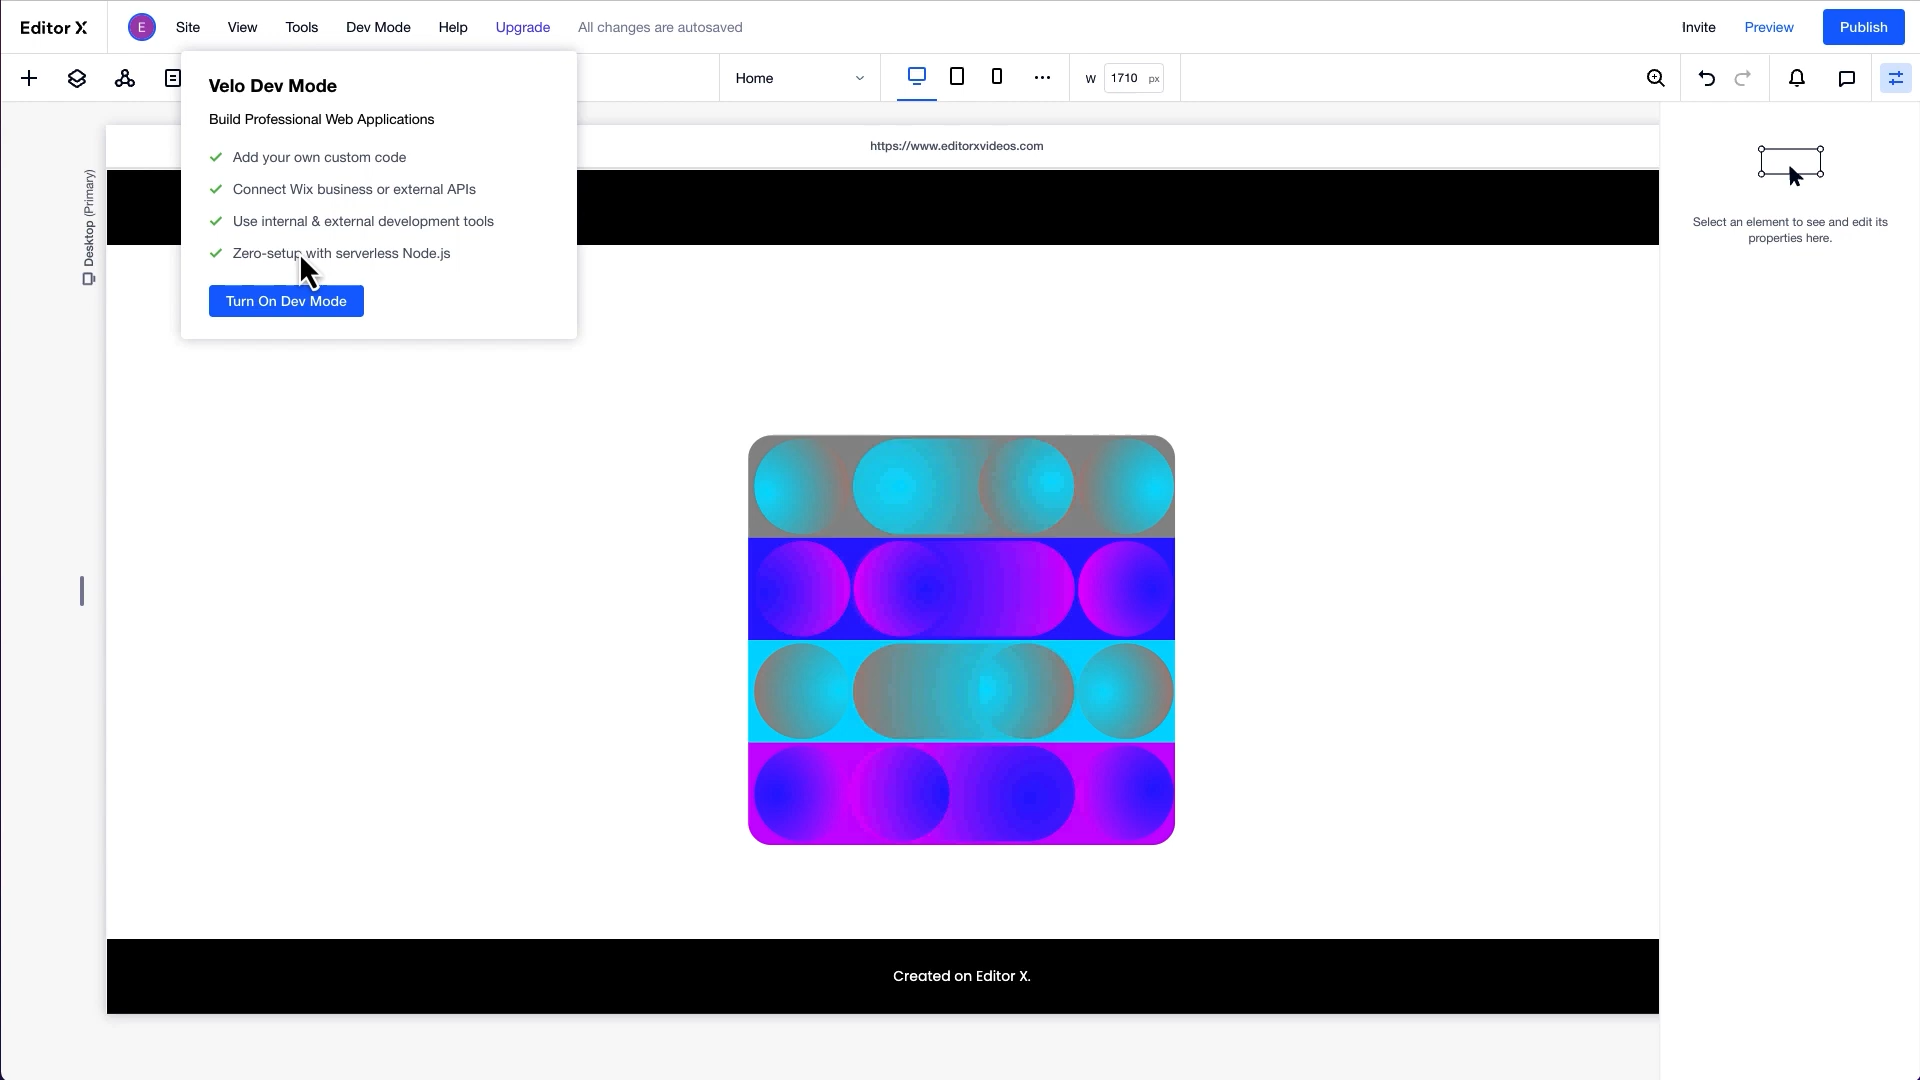 Editor X
E
Site
View
Tools
Dev Mode
Help
Upgrade
All changes are autosaved
Invite
Preview
Publish
Home
W
1710
px
Velo Dev Mode
Build Professional Web Applications
Add your own custom code
Connect Wix business or external APIs
Use internal & external development tools
Zero-setup with serverless Node.js
Turn On Dev Mode
https://www.editorxvideos.com
Desktop (Primary)
Select an element to see and edit its
properties here.
Created on Editor X.